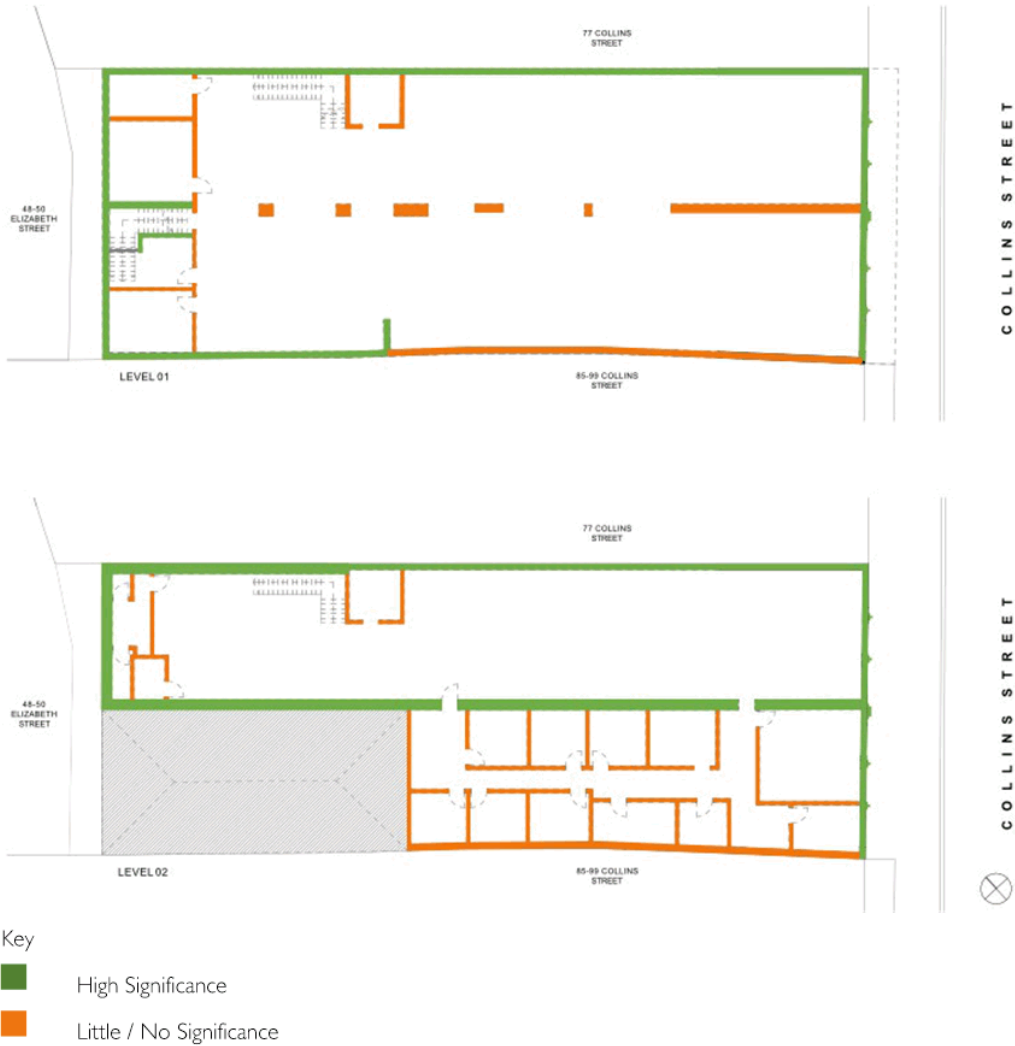 77 COLLINS
STREET
48-50
ELIZABETH
STREET
COLLINS STREET
LEVEL 01
85-99 COLLINS
STREET
77 COLLINS
STREET
48-50
ELIZABETH
STREET
COLLINS STREET
LEVEL 02
85-99 COLLINS
STREET
Key
High Significance
Little / No Significance